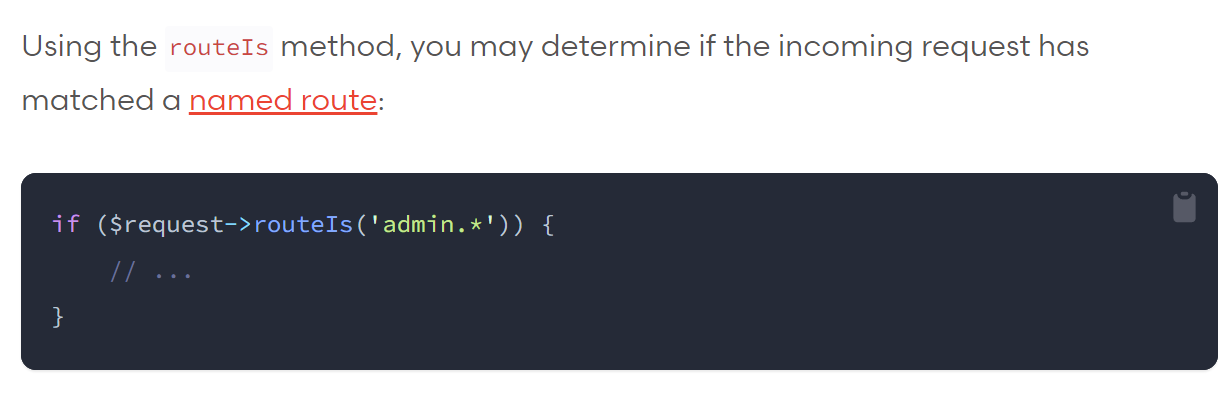 Using the routeIs method, you may determine if the incoming request has
matched a named route:
if ($request->routeIs('admin.*')) {
    // ...
}